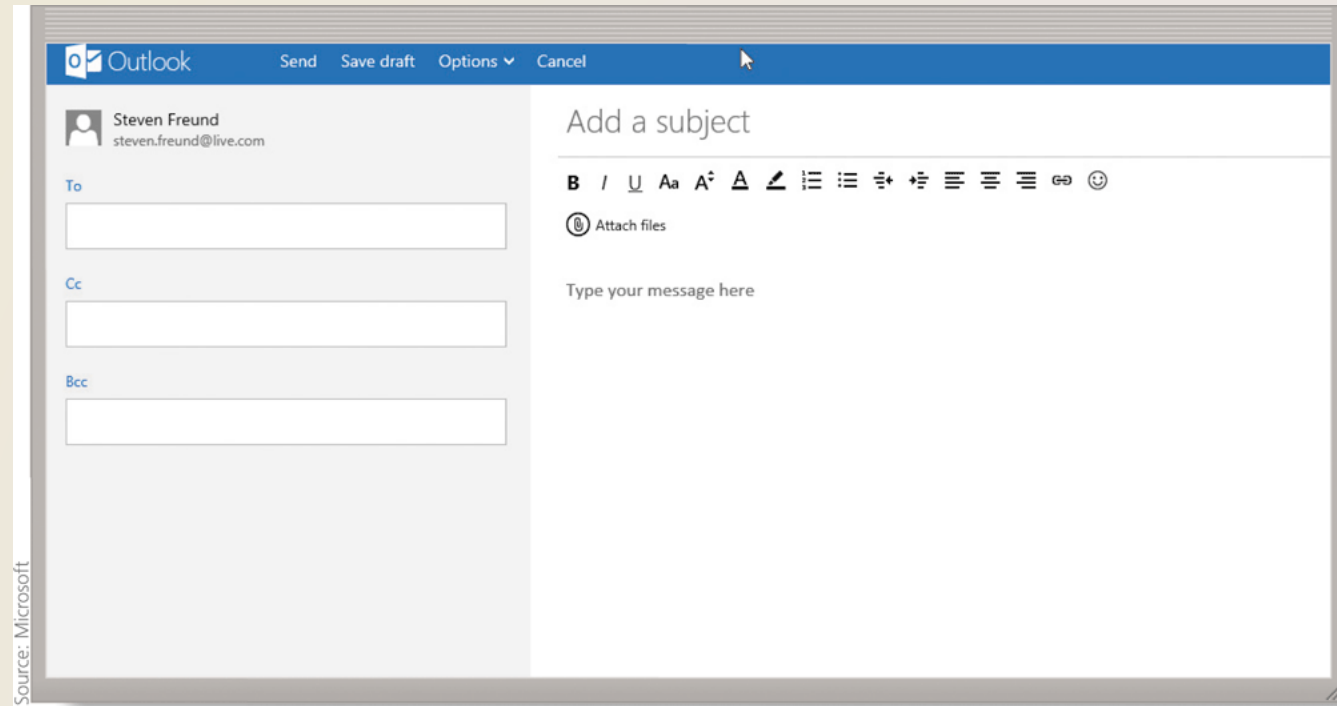 Outlook
Send Save draft Options Cancel
Steven Freund
steven.freund@live.com
To
Cc
Bcc
Add a subject
B I U Aa A A
Attach files
Type your message here
Source: Microsoft